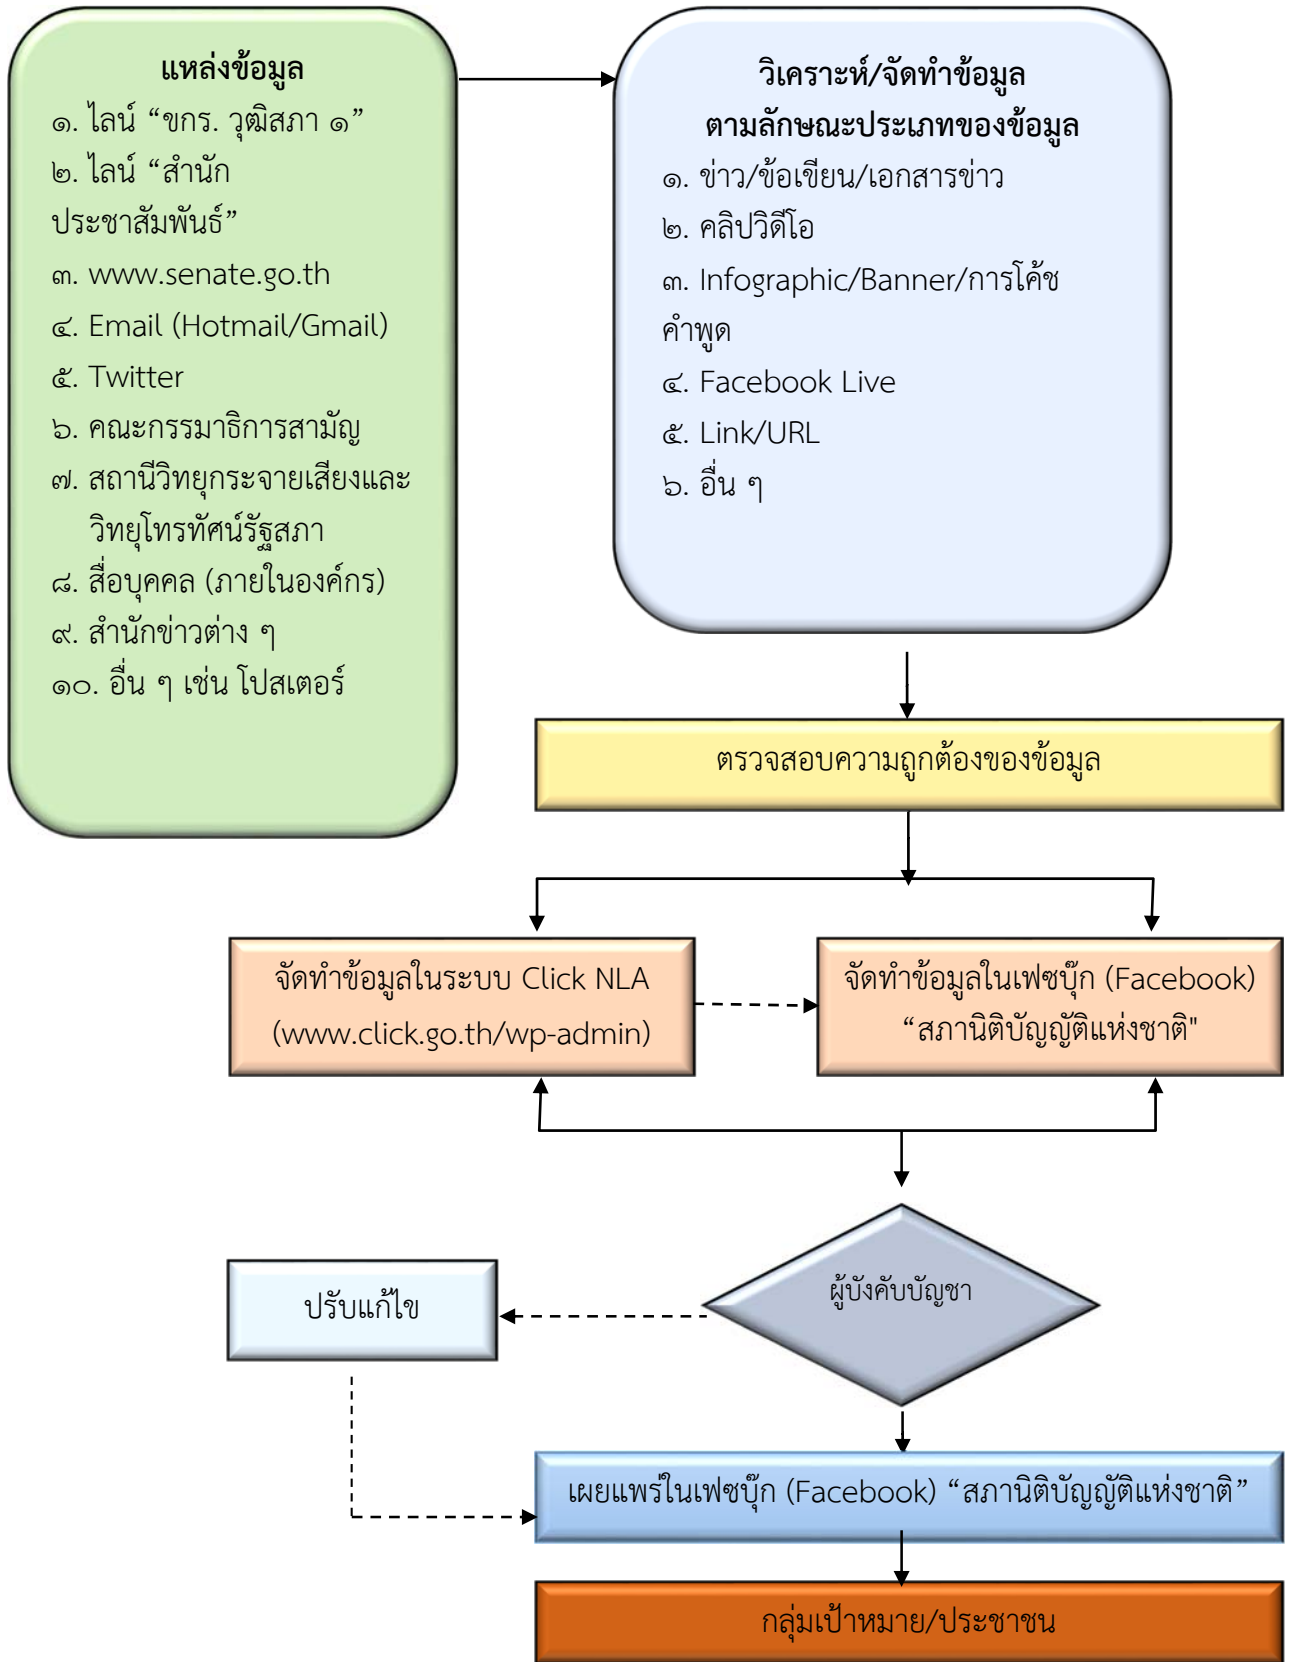 แหล่งข้อมูล
๑. ไลน์ “ขกร. วุฒิสภา ๑”
๒. ไลน์ “สำนัก
ประชาสัมพันธ์”
๓. www.senate.go.th
๔. Email (Hotmail/Gmail)
๕. Twitter
๖. คณะกรรมาธิการสามัญ
๗. สถานีวิทยุกระจายเสียงและ
วิทยุโทรทัศน์รัฐสภา
๘. สื่อบุคคล (ภายในองค์กร)
๙. สำนักข่าวต่าง ๆ
๑๐. อื่น ๆ เช่น โปสเตอร์
วิเคราะห์/จัดทำข้อมูล
ตามลักษณะประเภทของข้อมูล
๑. ข่าว/ข้อเขียน/เอกสารข่าว
๒. คลิปวิดีโอ
๓. Infographic/Banner/การโค้ช
คำพูด
๔. Facebook Live
๕. Link/URL
๖. อื่น ๆ
ตรวจสอบความถูกต้องของข้อมูล
จัดทำข้อมูลในระบบ Click NLA
(www.click.go.th/wp-admin)
จัดทำข้อมูลในเฟซบุ๊ก (Facebook)
“สภานิติบัญญัติแห่งชาติ"
ผู้บังคับบัญชา
ปรับแก้ไข
เผยแพร่ในเฟซบุ๊ก (Facebook) “สภานิติบัญญัติแห่งชาติ”
กลุ่มเป้าหมาย/ประชาชน